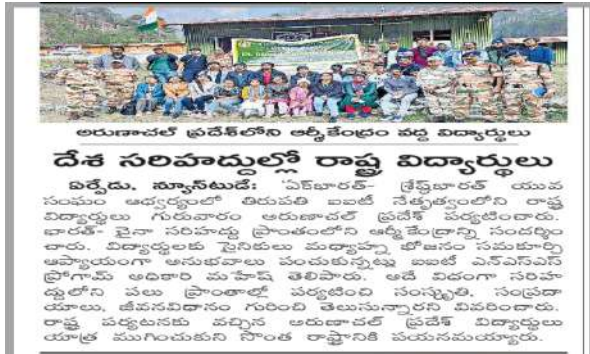 అరుణాచల్ ప్రదేశ్‌లోని ఆర్మీకేంద్రం వద్ద విద్యార్థులు
దేశ సరిహద్దుల్లో రాష్ట్ర విద్యార్థులు
ఏర్పేడు, న్యూస్‌టుడే: 'ఏక్‌భారత్- శ్రేష్ఠ్‌భారత్ యువ
సంఘం ఆధ్వర్యంలో తిరుపతి ఐఐటీ నేతృత్వంలోని రాష్ట్ర
విద్యార్థులు గురువారం అరుణాచల్ ప్రదేశ్ పర్యటించారు.
భారత్- చైనా సరిహద్దు ప్రాంతంలోని ఆర్మీకేంద్రాన్ని సందర్శిం
చారు. విద్యార్థులకు సైనికులు మధ్యాహ్న భోజనం సమకూర్చి
ఆప్యాయంగా అనుభవాలు పంచుకున్నట్లు ఐఐటీ ఎన్ఎస్ఎస్
ప్రోగామ్ అధికారి మహేష్ తెలిపారు. అదే విధంగా సరిహ
ద్దులోని పలు ప్రాంతాల్లో పర్యటించి సంస్కృతి, సంప్రదా
యాలు, జీవనవిధానం గురించి తెలుసున్నారని వివరించారు.
రాష్ట్ర పర్యటనకు వచ్చిన అరుణాచల్ ప్రదేశ్ విద్యార్థులు
యాత్ర ముగించుకుని సొంత రాష్ట్రానికి పయనమయ్యారు.